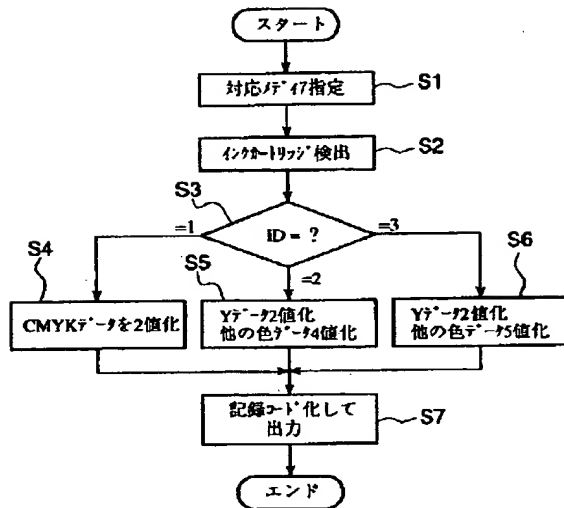 スタート
対応メディア指定
S1
インクカートリッジ検出
S2
S3
ID= ?
=1
=2
=3
S4
CMYKデータを2値化
S5
Yデータ2値化
他の色データ4値化
S6
Yデータ2値化
他の色データ5値化
記録コード化して
出力
S7
エンド